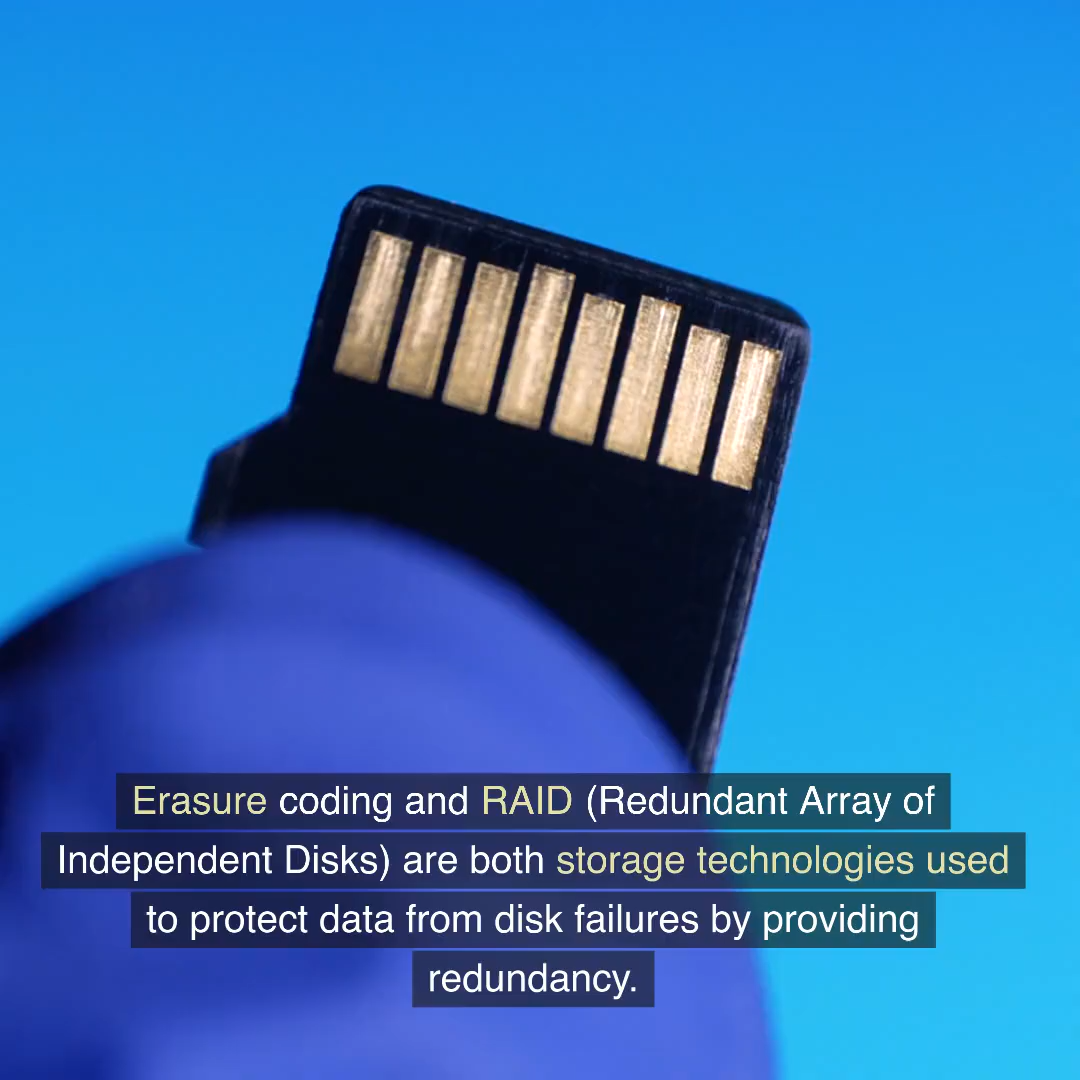 Erasure coding and RAID (Redundant Array of
Independent Disks) are both storage technologies used
to protect data from disk failures by providing
redundancy.